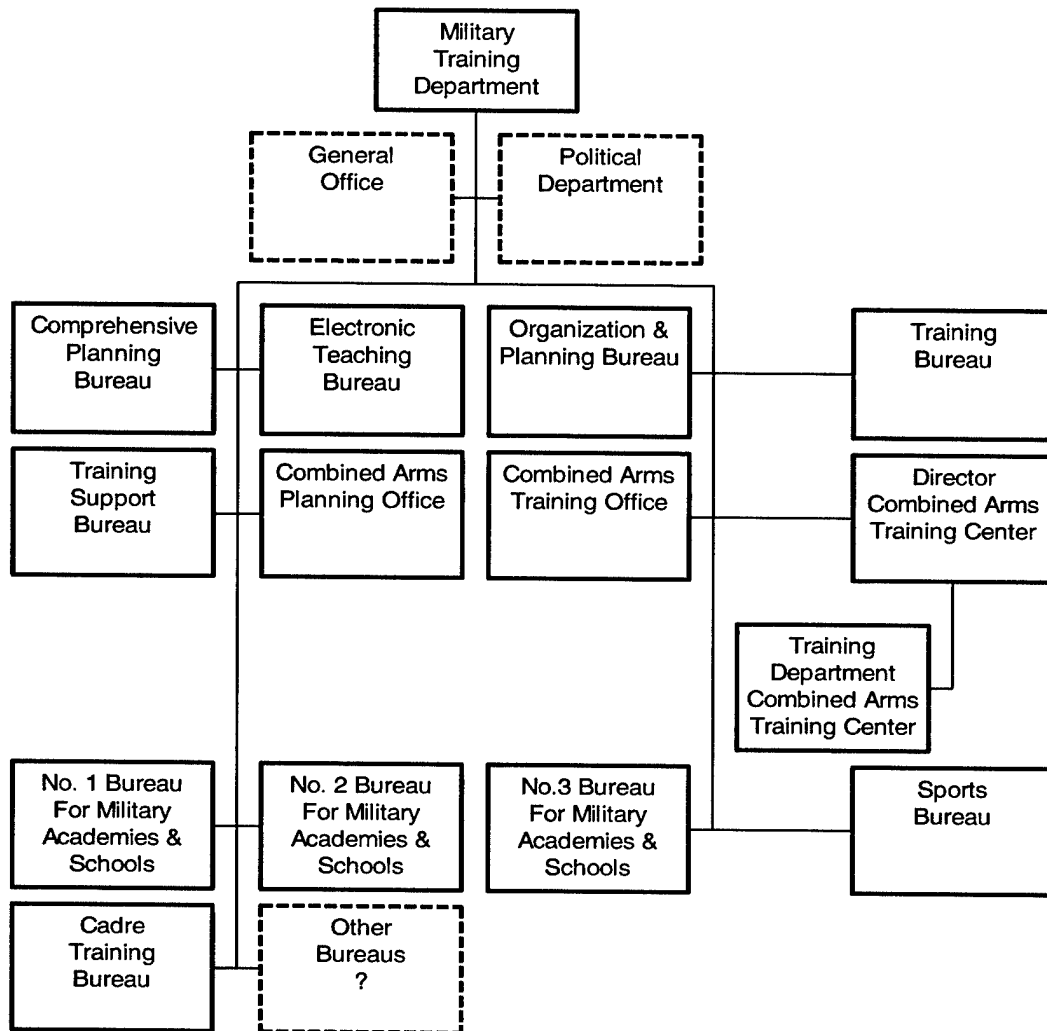 Military
Training
Department
General
Office
Political
Department
Comprehensive
Planning
Bureau
Electronic
Teaching
Bureau
Organization &
Planning Bureau
Training
Bureau
Training
Support
Bureau
Combined Arms
Planning Office
Combined Arms
Training Office
Director
Combined Arms
Training Center
Training
Department
Combined Arms
Training Center
No. 1 Bureau
For Military
Academies &
Schools
No. 2 Bureau
For Military
Academies &
Schools
No.3 Bureau
For Military
Academies &
Schools
Sports
Bureau
Cadre
Training
Bureau
Other
Bureaus
?